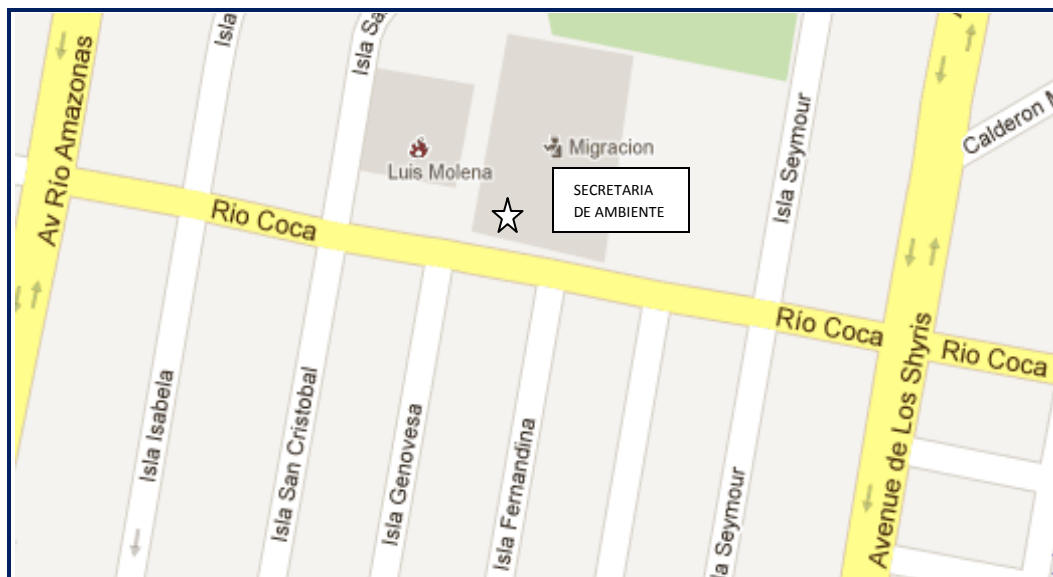 Av Rio Amazonas
Isla
Isla Sa
Luis Molena
Migracion
SECRETARIA
DE AMBIENTE
Isla Seymour
Calderon M
Rio Coca
Río Coca
Rio Coca
Isla Isabela
Isla San Cristobal
Isla Genovesa
Isla Fernandina
la Seymour
Avenue de Los Shyris